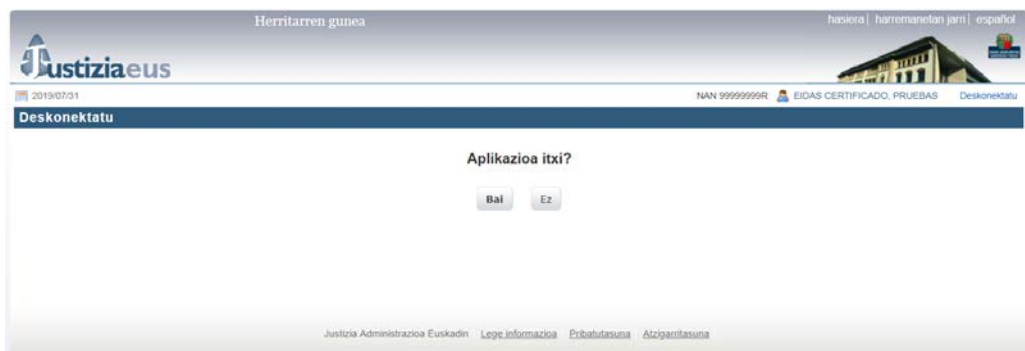 Herritarren gunea
hasiera | harremanetan jarri | español
Justiziaeus
2019/07/31
NAN 99999999R EIDAS CERTIFICADO, PRUEBAS Deskonektatu
Deskonektatu
Aplikazioa itxi?
Bai Ez
Justizia Administrazioa Euskadin Lege informazioa Pribatutasuna Atzigarritasuna